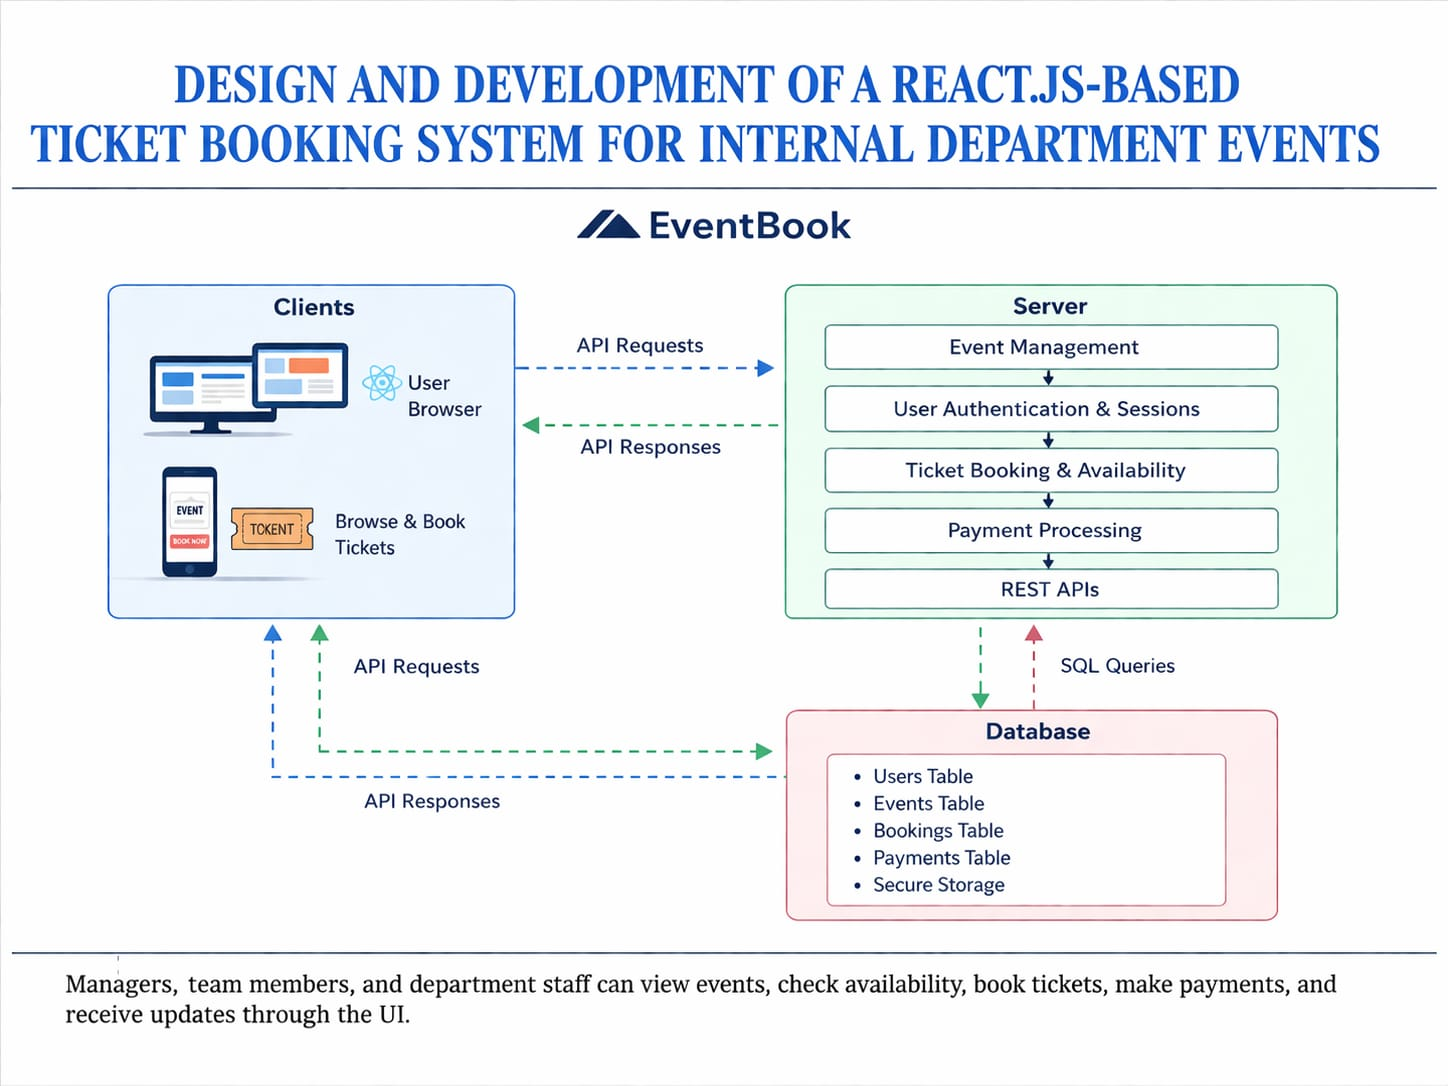 DESIGN AND DEVELOPMENT OF A REACT.JS-BASED
TICKET BOOKING SYSTEM FOR INTERNAL DEPARTMENT EVENTS
EventBook
Clients
User
Browser
EVENT
BOOK NOW
TCKENT
Browse & Book
Tickets
API Requests
API Responses
Server
Event Management
User Authentication & Sessions
Ticket Booking & Availability
Payment Processing
REST APIs
API Requests
API Responses
SQL Queries
Database
• Users Table
• Events Table
• Bookings Table
• Payments Table
• Secure Storage
Managers, team members, and department staff can view events, check availability, book tickets, make payments, and
receive updates through the UI.